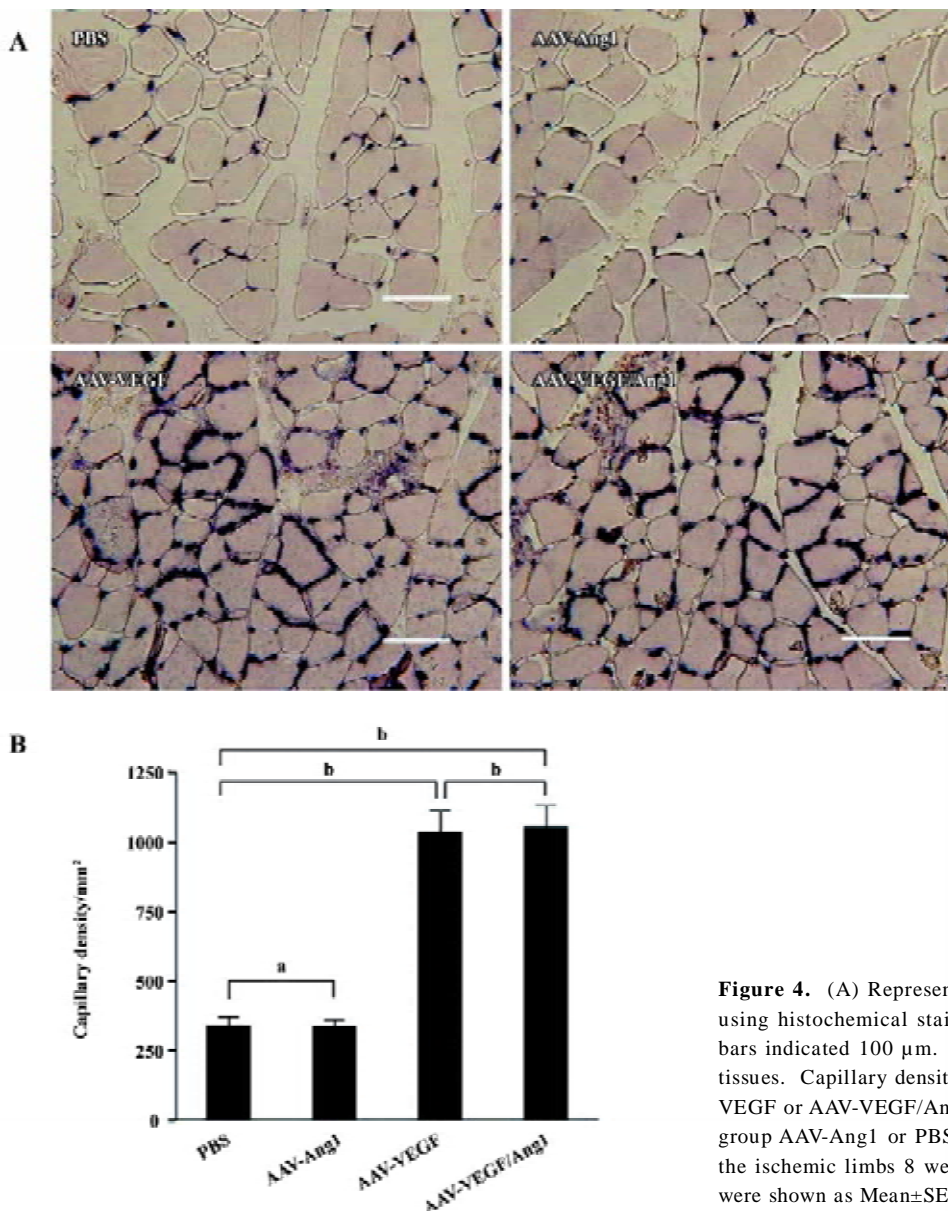 A
PBS
AAV-Ang1
AAV-VEGF
AAV-VEGF/Ang1
B
b
b
b
a
1250
1000
750
500
250
0
Capillary density/mm²
PBS
AAV-Ang1
AAV-VEGF
AAV-VEGF/Ang1
Figure 4. (A) Represen
using histochemical stai
bars indicated 100 µm.
tissues. Capillary densit
VEGF or AAV-VEGF/An
group AAV-Ang1 or PBS
the ischemic limbs 8 we
were shown as Mean±SE